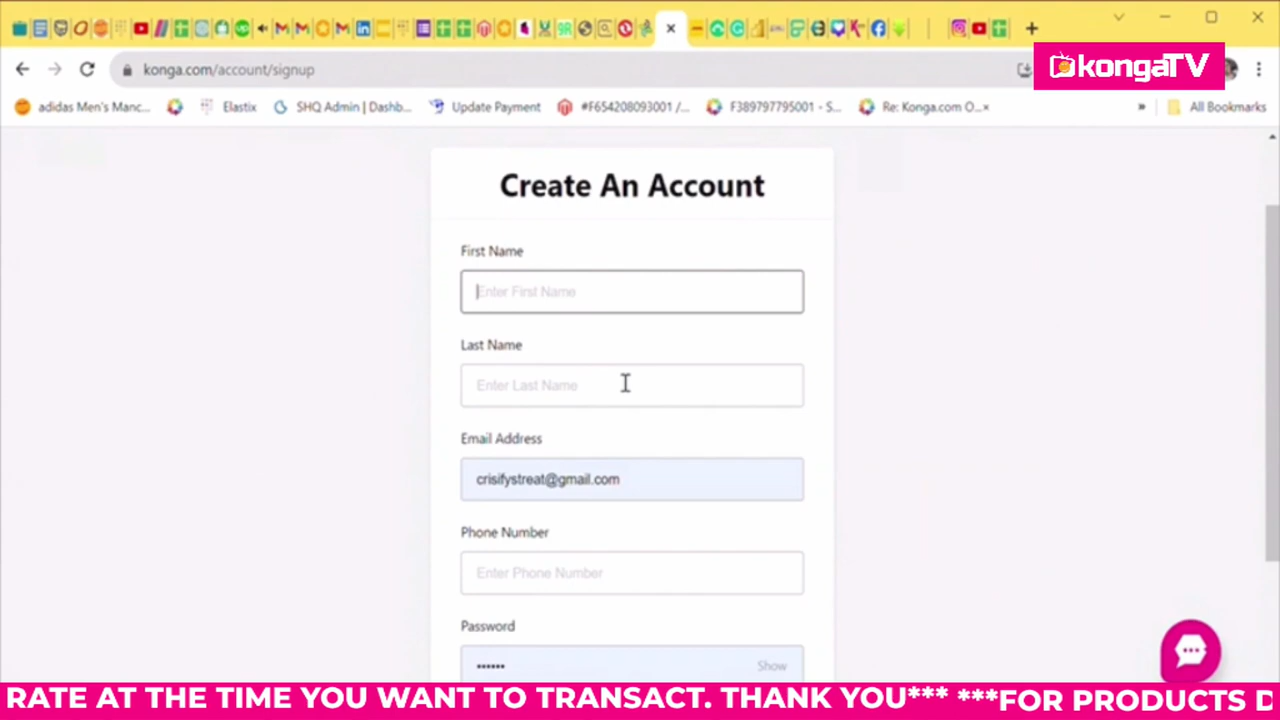 konga.com/account/signup
kongaTV
adidas Men's Manc...
Elastix
SHQ Admin | Dashb...
Update Payment
#F654208093001 /...
F389797795001 - S...
Re: Konga.com O...
All Bookmarks
Create An Account
First Name
Enter First Name
Last Name
Enter Last Name
Email Address
crisifystreat@gmail.com
Phone Number
Enter Phone Number
Password
•••••• Show
RATE AT THE TIME YOU WANT TO TRANSACT. THANK YOU*** ***FOR PRODUCTS D